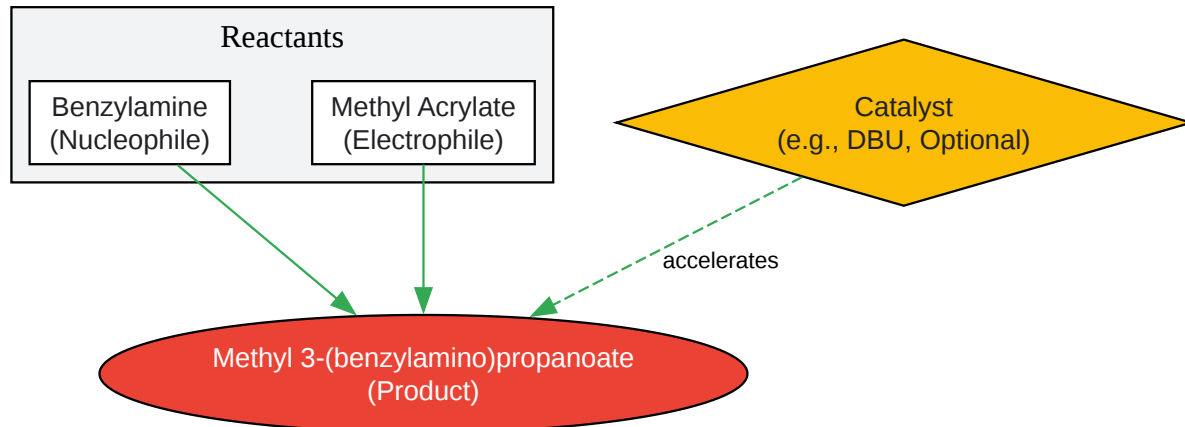 Reactants
Benzylamine
(Nucleophile)
Methyl Acrylate
(Electrophile)
Catalyst
(e.g., DBU, Optional)
accelerates
Methyl 3-(benzylamino)propanoate
(Product)